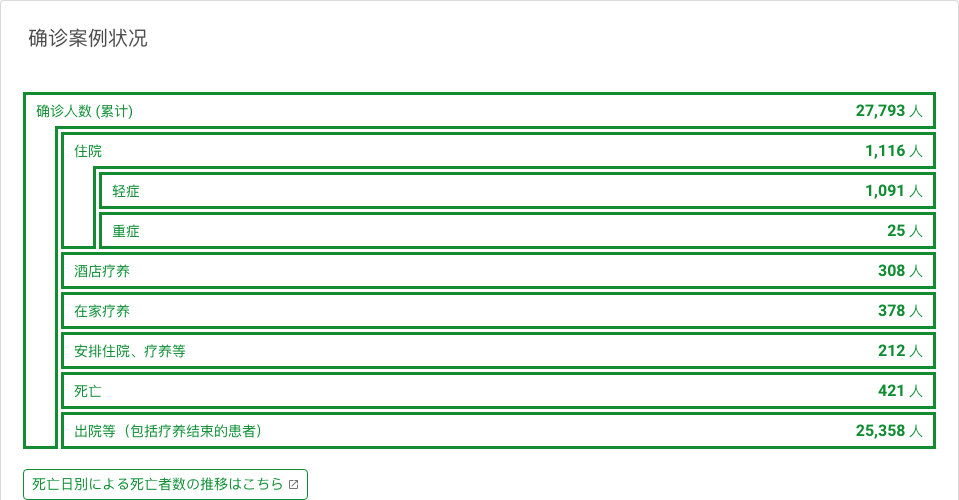 确诊案例状况
确诊人数 (累计) 27,793 人
住院 1,116 人
轻症 1,091 人
重症 25 人
酒店疗养 308 人
在家疗养 378 人
安排住院、疗养等 212 人
死亡 421 人
出院等（包括疗养结束的患者） 25,358 人
死亡日別による死亡者数の推移はこちら